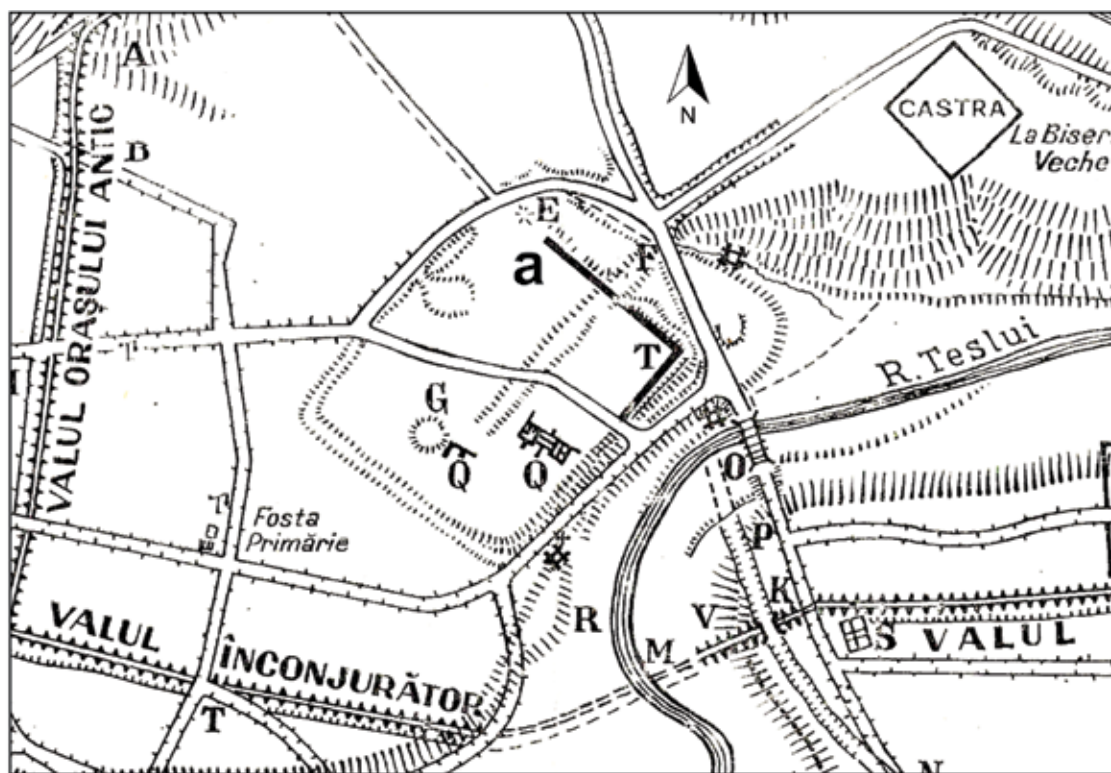 A
N
CASTRA
La Biser
Veche
B
E
a
VALUL ORAȘULUI ANTIC
T
R. Teslui
G
Q
Q
O
Fosta
Primărie
P
K
R
V
M
S VALUL
VALUL
ÎNCONJURĂTOR
T
N